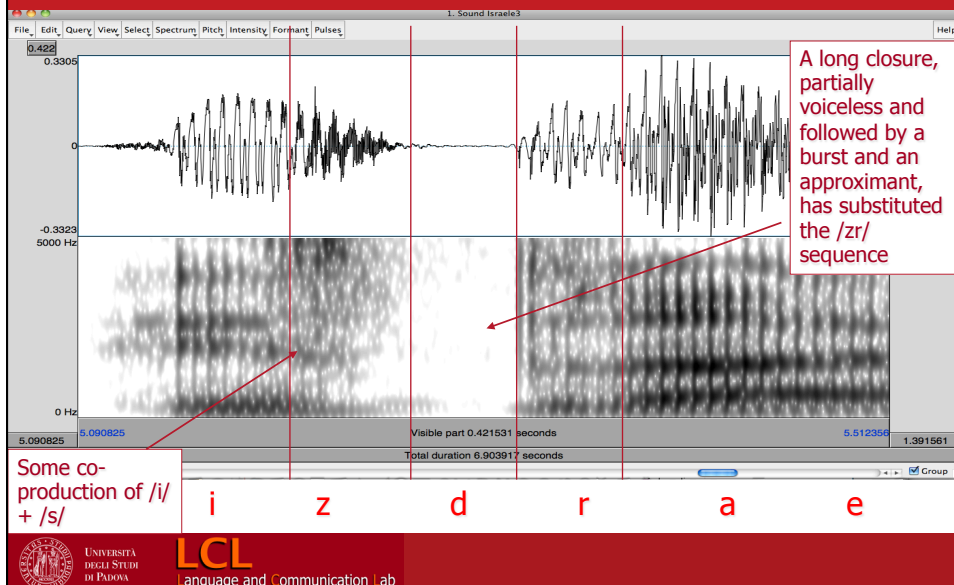 1. Sound Israele3
File Edit Query View Select Spectrum Pitch Intensity Formant Pulses Help
0.422
0.3305
0
-0.3323
5000 Hz
0 Hz
A long closure,
partially
voiceless and
followed by a
burst and an
approximant,
has substituted
the /zr/
sequence
5.090825
5.090825 Visible part 0.421531 seconds 5.512356
1.391561
Total duration 6.903917 seconds
Group
Some co-
production of /i/
+ /s/
i z d r a e
UNIVERSITÀ
DEGLI STUDI
DI PADOVA
LCL
Language and Communication Lab